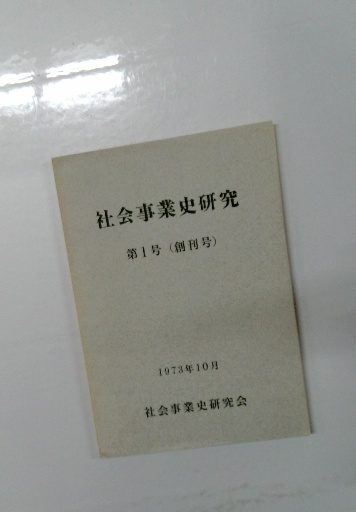 社会事業史研究
第1号（創刊号）
1973年10月
社会事業史研究会